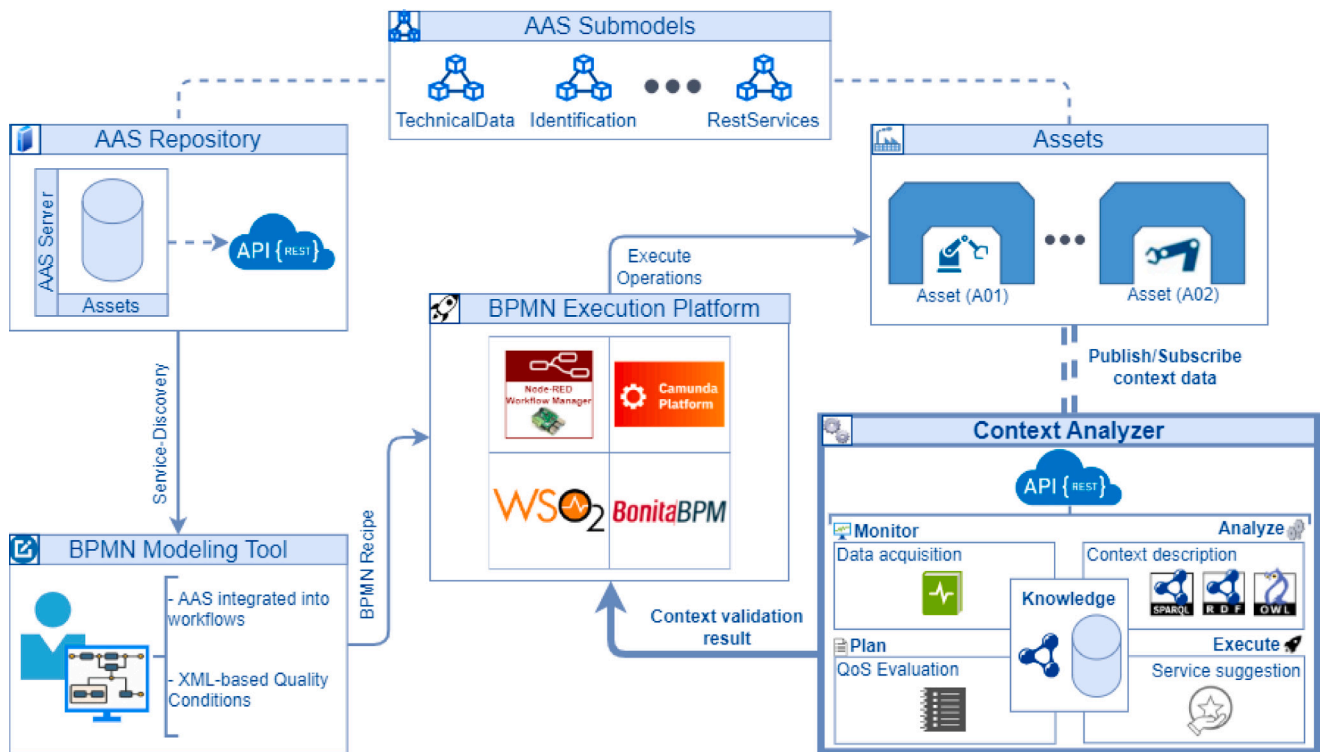 AAS Submodels
TechnicalData
Identification
RestServices
AAS Repository
AAS Server
Assets
API {REST}
Assets
Asset (A01)
Asset (A02)
Execute
Operations
BPMN Execution Platform
Node-RED
Workflow Manager
Camunda
Platform
WSO2
BonitaBPM
Service-Discovery
Publish/Subscribe
context data
BPMN Modeling Tool
- AAS integrated into
workflows
- XML-based Quality
Conditions
BPMN Recipe
Context validation
result
Context Analyzer
API {REST}
Monitor
Data acquisition
Analyze
Context description
SPARQL
RDF
OWL
Knowledge
Plan
QoS Evaluation
Execute
Service suggestion